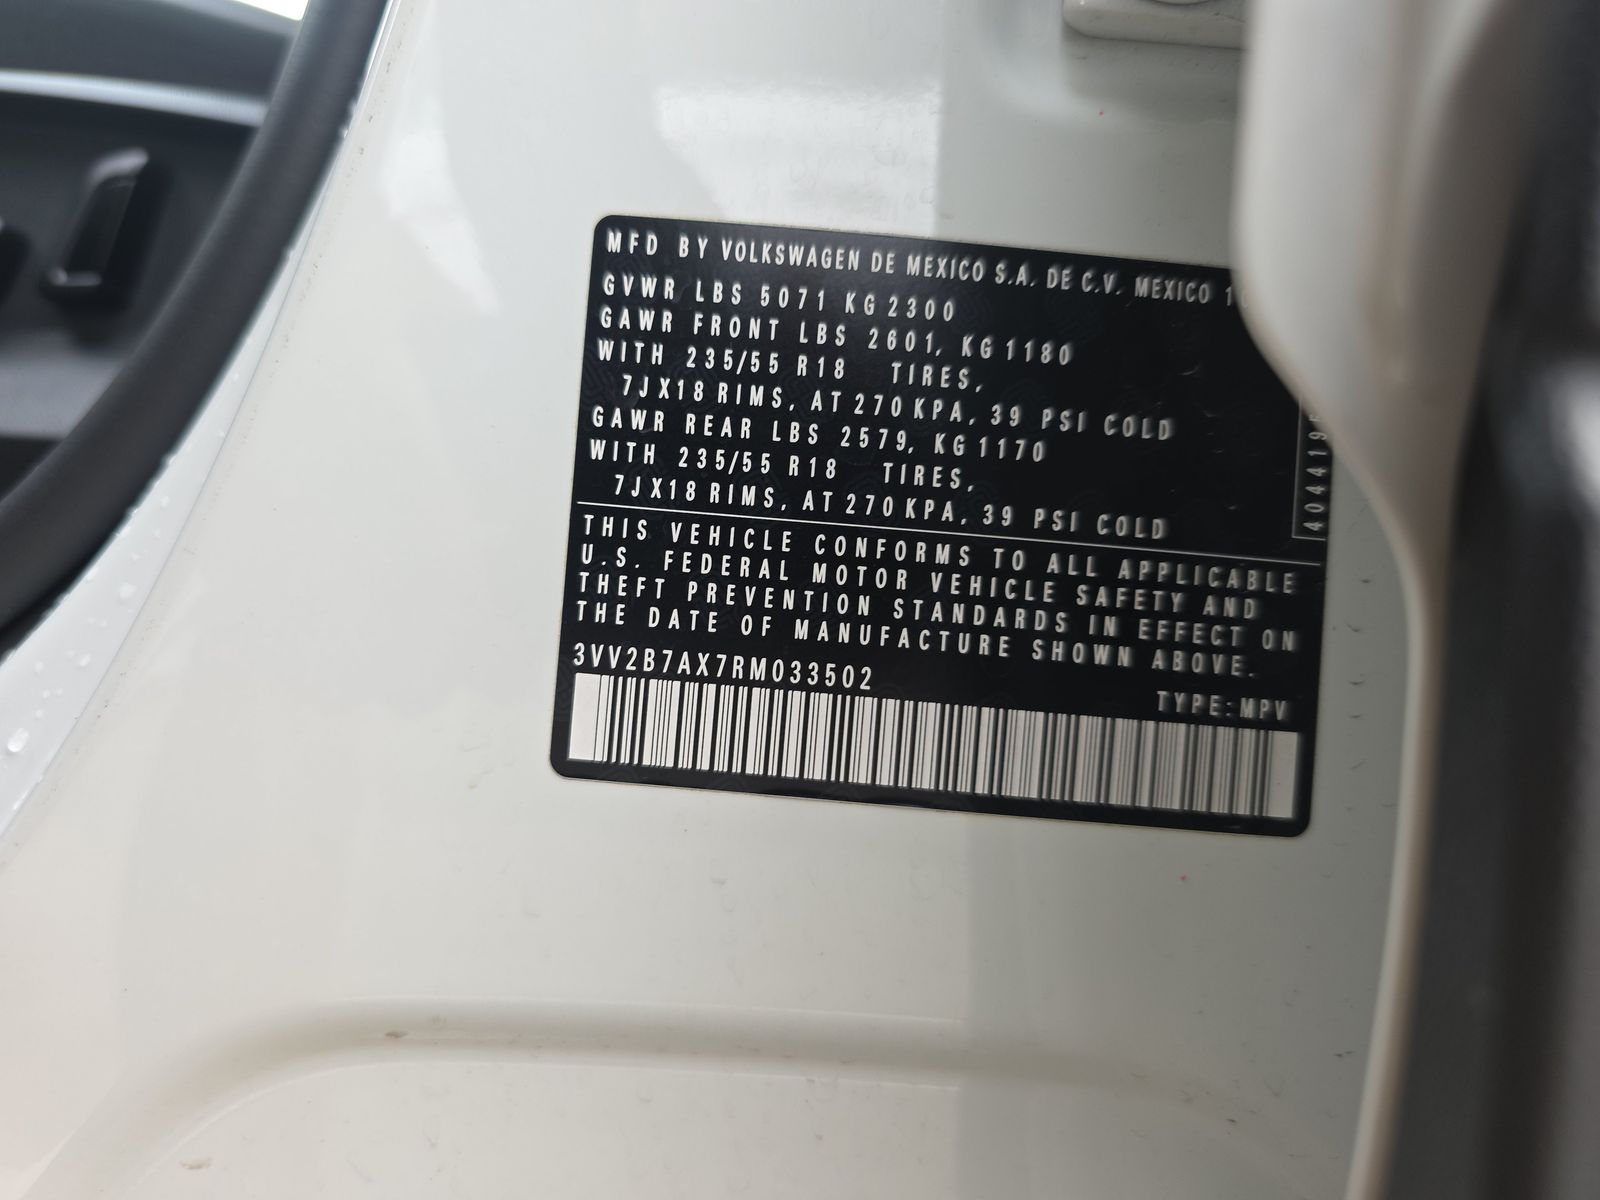 MFD BY VOLKSWAGEN DE MEXICO S.A. DE C.V. MEXICO
GVWR LBS 5071 KG 2300
GAWR FRONT LBS 2601, KG 1180
WITH 235/55 R18 TIRES,
7JX18 RIMS, AT 270 KPA, 39 PSI COLD
GAWR REAR LBS 2579, KG 1170
WITH 235/55 R18 TIRES,
7JX18 RIMS, AT 270 KPA, 39 PSI COLD
THIS VEHICLE CONFORMS TO ALL APPLICABLE
U.S. FEDERAL MOTOR VEHICLE SAFETY AND
THEFT PREVENTION STANDARDS IN EFFECT ON
THE DATE OF MANUFACTURE SHOWN ABOVE.
3VV2B7AX7RM033502
TYPE:MPV